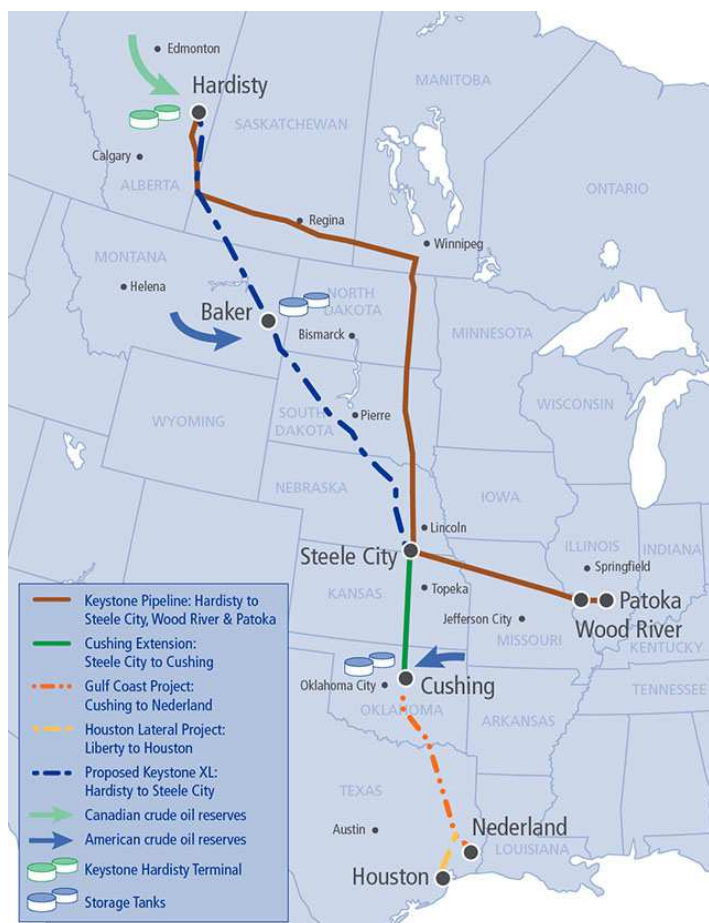 Edmonton
Hardisty
MANITOBA
SASKATCHEWAN
Calgary
ALBERTA
ONTARIO
Regina
Winnipeg
MONTANA
Helena
NORTH
DAKOTA
Baker
Bismarck
MINNESOTA
WISCONSIN
WYOMING
SOUTH
DAKOTA
Pierre
NEBRASKA
IOWA
Lincoln
Steele City
ILLINOIS
INDIANA
Springfield
KANSAS
Topeka
Patoka
Wood River
Jefferson City
MISSOURI
KENTUCKY
Oklahoma City
Cushing
OKLAHOMA
TENNESSEE
ARKANSAS
TEXAS
Austin
Nederland
LOUISIANA
Houston
Keystone Pipeline: Hardisty to
Steele City, Wood River & Patoka
Cushing Extension:
Steele City to Cushing
Gulf Coast Project:
Cushing to Nederland
Houston Lateral Project:
Liberty to Houston
Proposed Keystone XL:
Hardisty to Steele City
Canadian crude oil reserves
American crude oil reserves
Keystone Hardisty Terminal
Storage Tanks